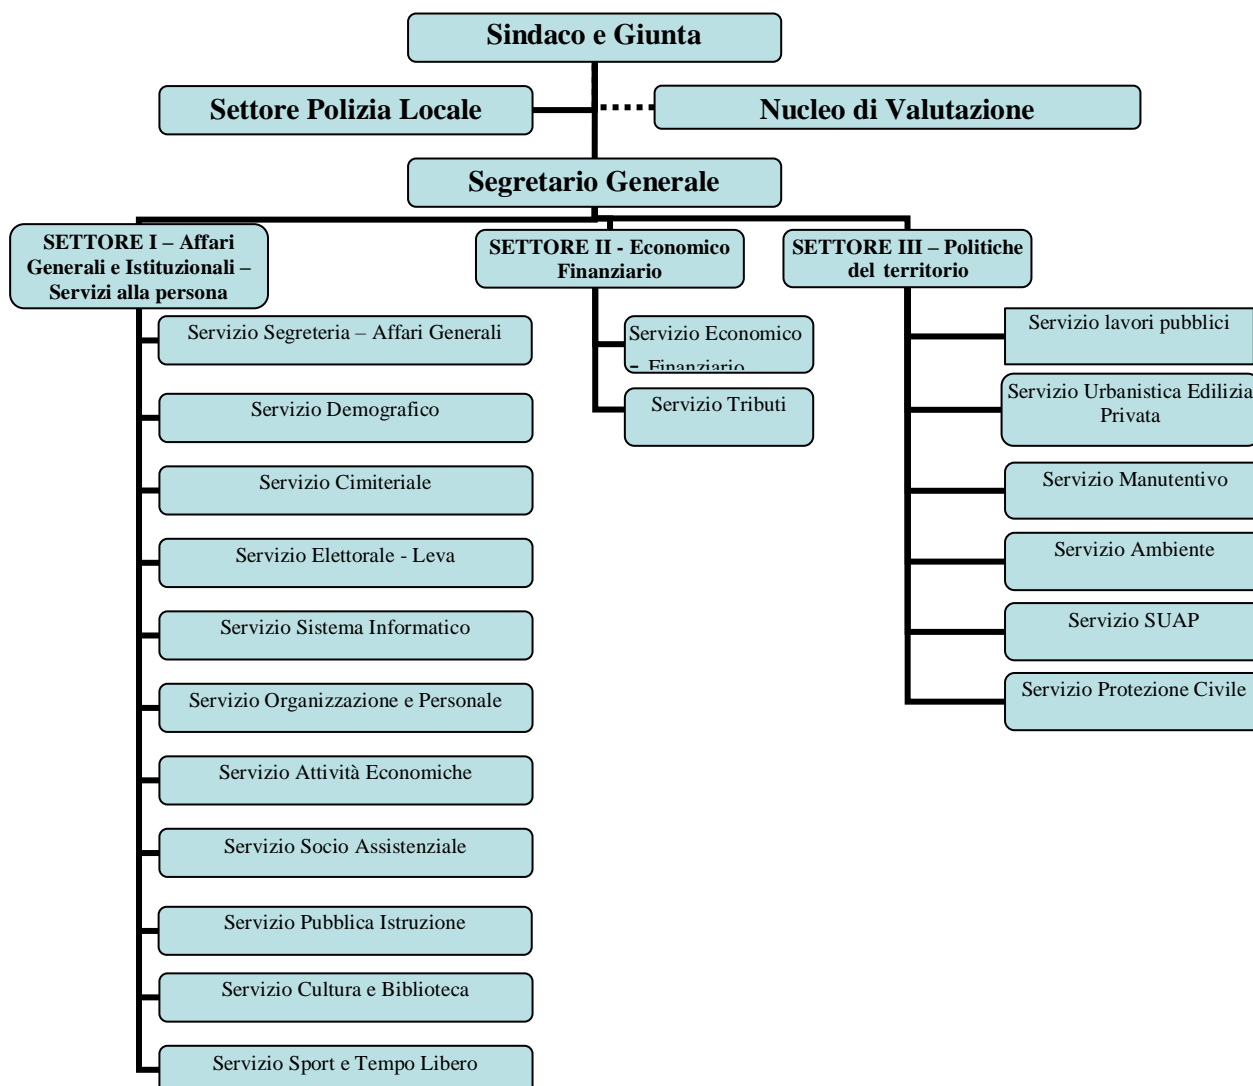 Sindaco e Giunta
Settore Polizia Locale
Nucleo di Valutazione
Segretario Generale
SETTORE I – Affari
Generali e Istituzionali –
Servizi alla persona
SETTORE II - Economico
Finanziario
SETTORE III – Politiche
del territorio
Servizio Segreteria – Affari Generali
Servizio Demografico
Servizio Cimiteriale
Servizio Elettorale - Leva
Servizio Sistema Informatico
Servizio Organizzazione e Personale
Servizio Attività Economiche
Servizio Socio Assistenziale
Servizio Pubblica Istruzione
Servizio Cultura e Biblioteca
Servizio Sport e Tempo Libero
Servizio Economico
- Finanziario
Servizio Tributi
Servizio lavori pubblici
Servizio Urbanistica Edilizia
Privata
Servizio Manutentivo
Servizio Ambiente
Servizio SUAP
Servizio Protezione Civile